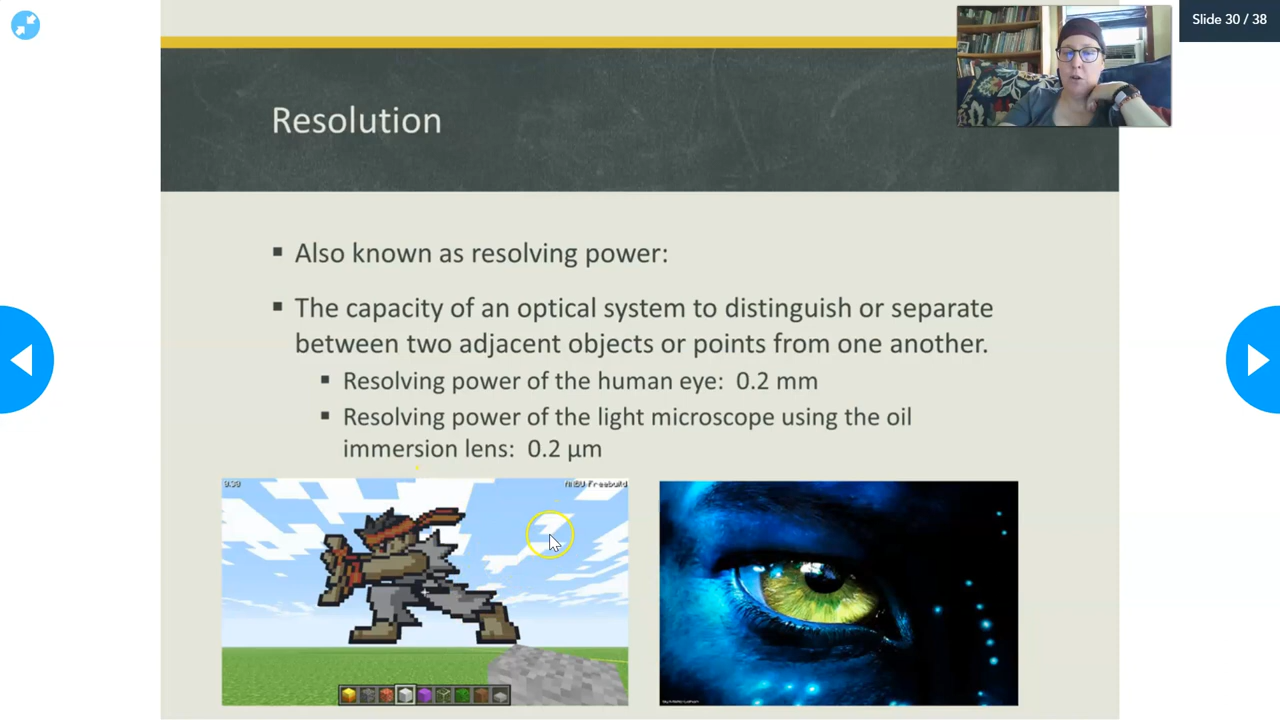 Slide 30 / 38
Resolution
▪ Also known as resolving power:
▪ The capacity of an optical system to distinguish or separate
between two adjacent objects or points from one another.
▪ Resolving power of the human eye: 0.2 mm
▪ Resolving power of the light microscope using the oil
immersion lens: 0.2 µm